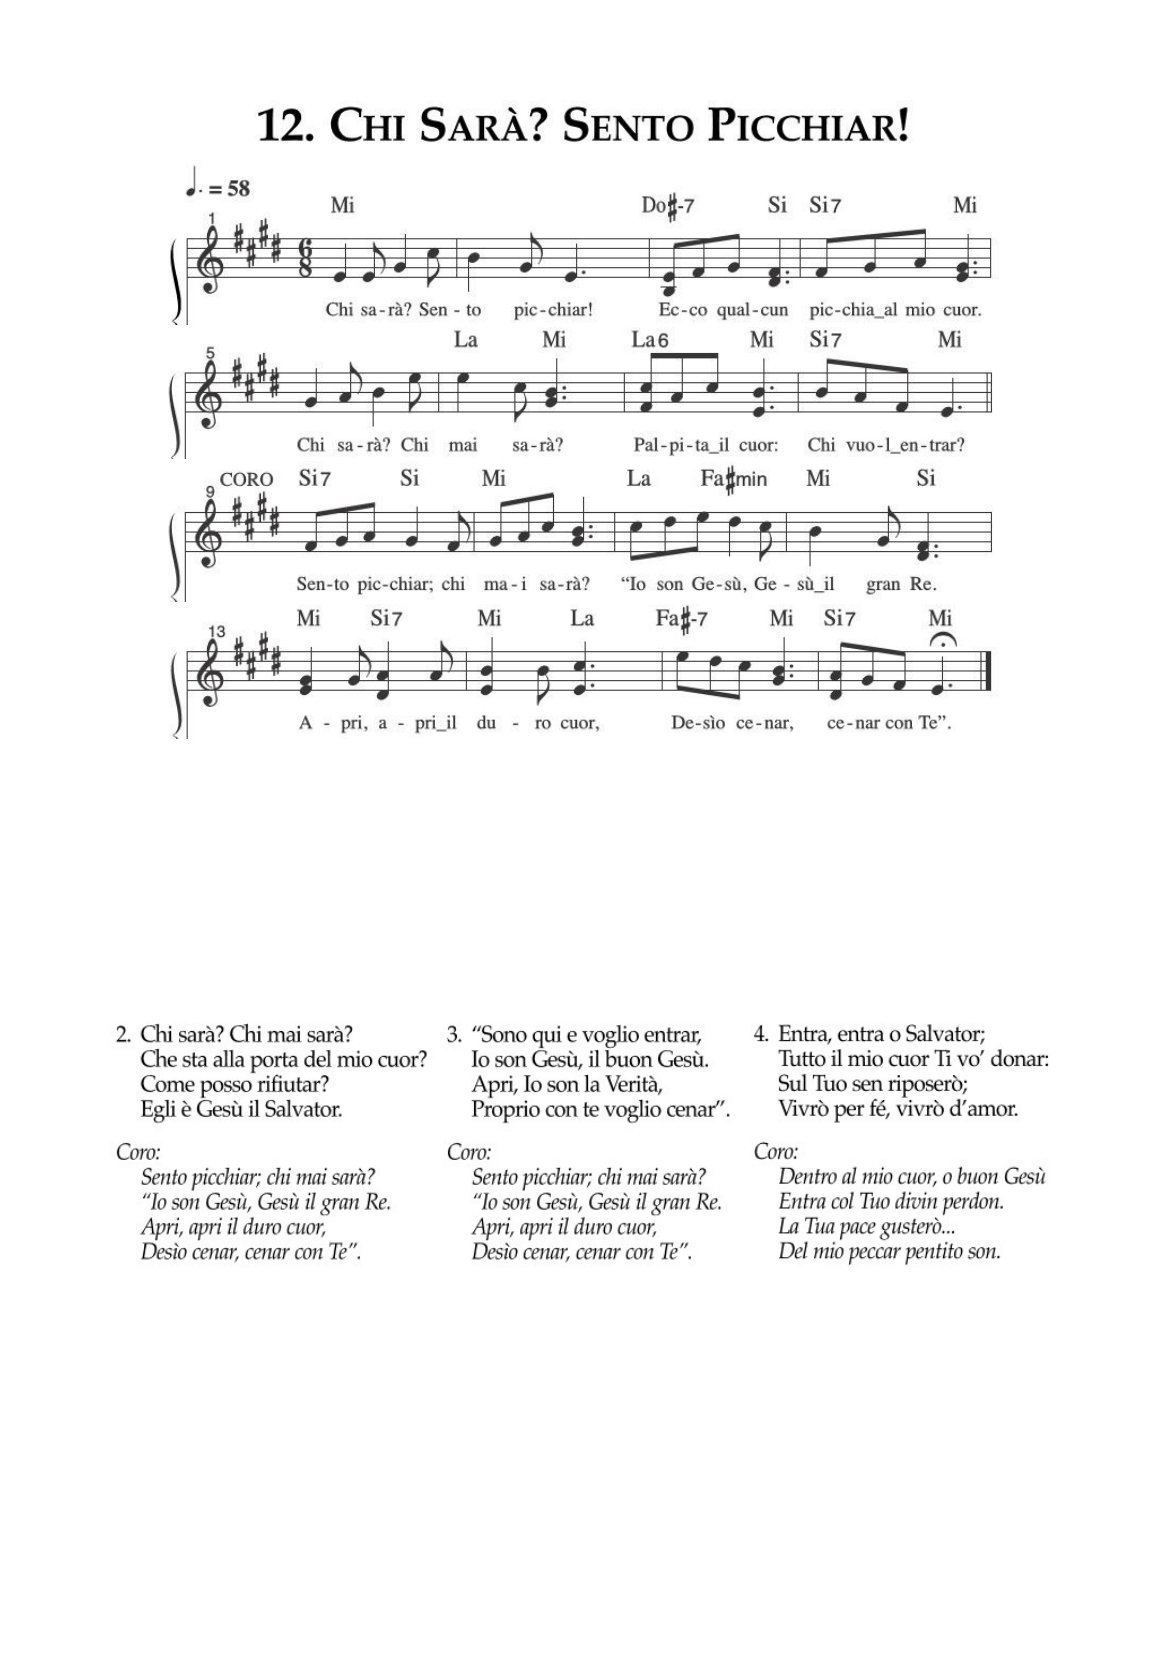 12. Chi Sarà? Sento Picchiar!
= 58
Mi Do♯-7 Si Si7 Mi
1
6
8
Chi sa-rà? Sen - to pic-chiar! Ec-co qual-cun pic-chia_al mio cuor.
La Mi La6 Mi Si7 Mi
5
Chi sa-rà? Chi mai sa-rà? Pal-pi-ta_il cuor: Chi vuo-l_en-trar?
CORO Si7 Si Mi La Fa♯min Mi Si
9
Sen-to pic-chiar; chi ma-i sa-rà? “Io son Ge-sù, Ge - sù_il gran Re.
Mi Si7 Mi La Fa♯-7 Mi Si7 Mi
13
A - pri, a - pri_il du - ro cuor, De-sìo ce-nar, ce-nar con Te”.
2. Chi sarà? Chi mai sarà?
Che sta alla porta del mio cuor?
Come posso rifiutar?
Egli è Gesù il Salvator.
Coro:
Sento picchiar; chi mai sarà?
“Io son Gesù, Gesù il gran Re.
Apri, apri il duro cuor,
Desìo cenar, cenar con Te”.
3. “Sono qui e voglio entrar,
Io son Gesù, il buon Gesù.
Apri, Io son la Verità,
Proprio con te voglio cenar”.
Coro:
Sento picchiar; chi mai sarà?
“Io son Gesù, Gesù il gran Re.
Apri, apri il duro cuor,
Desìo cenar, cenar con Te”.
4. Entra, entra o Salvator;
Tutto il mio cuor Ti vo’ donar:
Sul Tuo sen riposerò;
Vivrò per fé, vivrò d’amor.
Coro:
Dentro al mio cuor, o buon Gesù
Entra col Tuo divin perdon.
La Tua pace gusterò...
Del mio peccar pentito son.